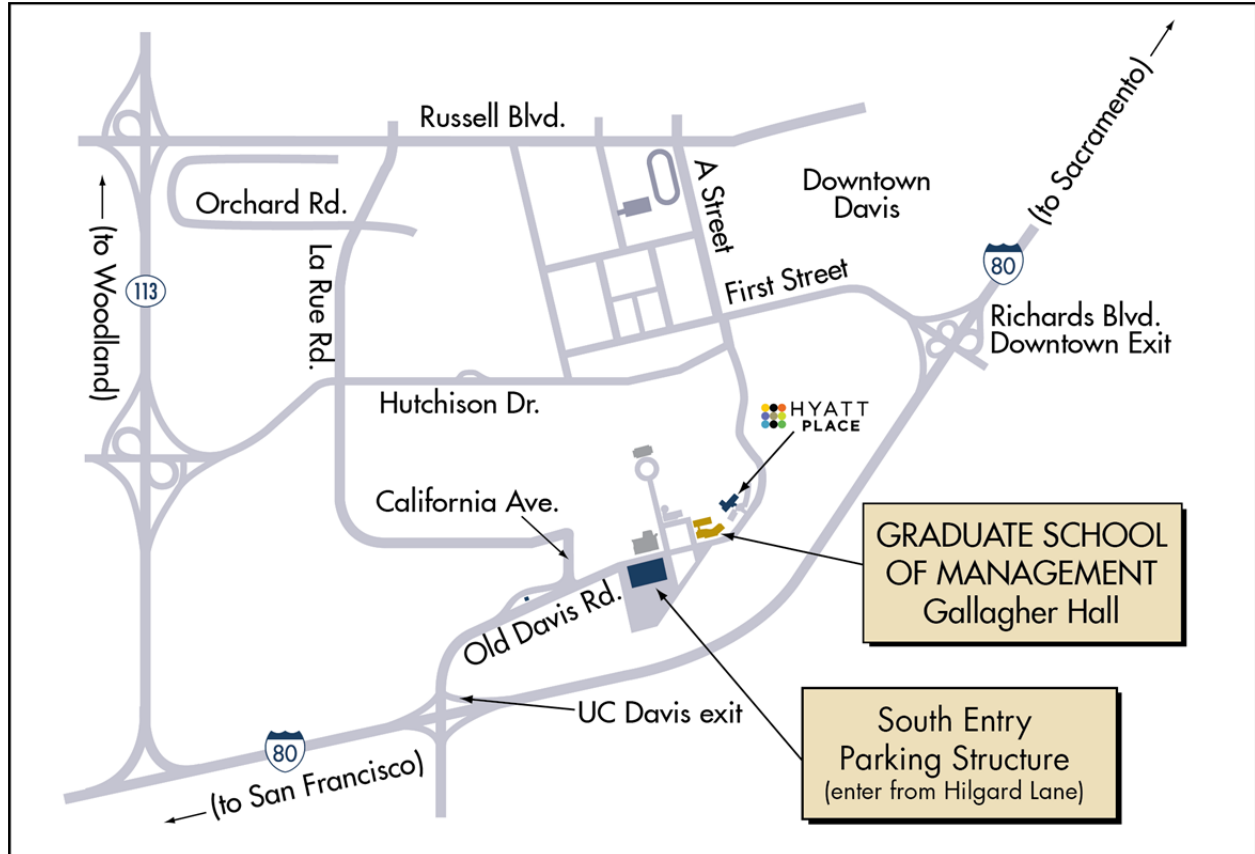 Russell Blvd.
Orchard Rd.
(to Woodland)
113
La Rue Rd.
A Street
Downtown
Davis
(to Sacramento)
80
First Street
Richards Blvd.
Downtown Exit
Hutchison Dr.
HYATT
PLACE
California Ave.
GRADUATE SCHOOL
OF MANAGEMENT
Gallagher Hall
Old Davis Rd.
UC Davis exit
South Entry
Parking Structure
(enter from Hilgard Lane)
80
(to San Francisco)